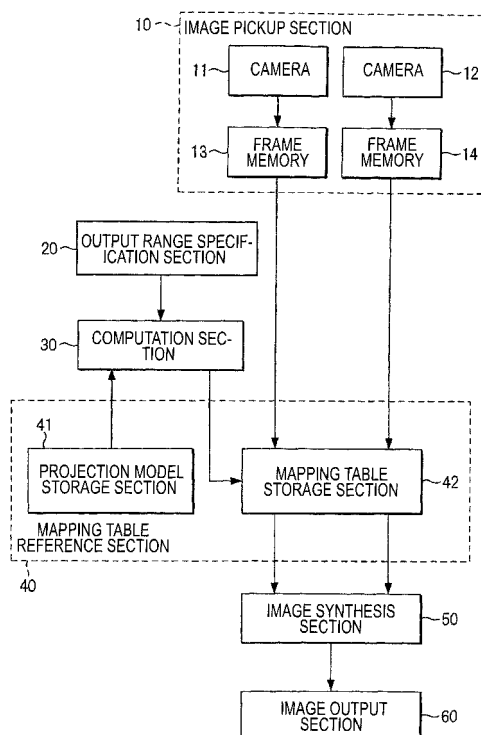 10
IMAGE PICKUP SECTION
11
CAMERA
CAMERA
12
13
FRAME
MEMORY
FRAME
MEMORY
14
20
OUTPUT RANGE SPECIF-
ICATION SECTION
30
COMPUTATION SEC-
TION
41
PROJECTION MODEL
STORAGE SECTION
MAPPING TABLE
STORAGE SECTION
42
MAPPING TABLE
REFERENCE SECTION
40
IMAGE SYNTHESIS
SECTION
50
IMAGE OUTPUT
SECTION
60